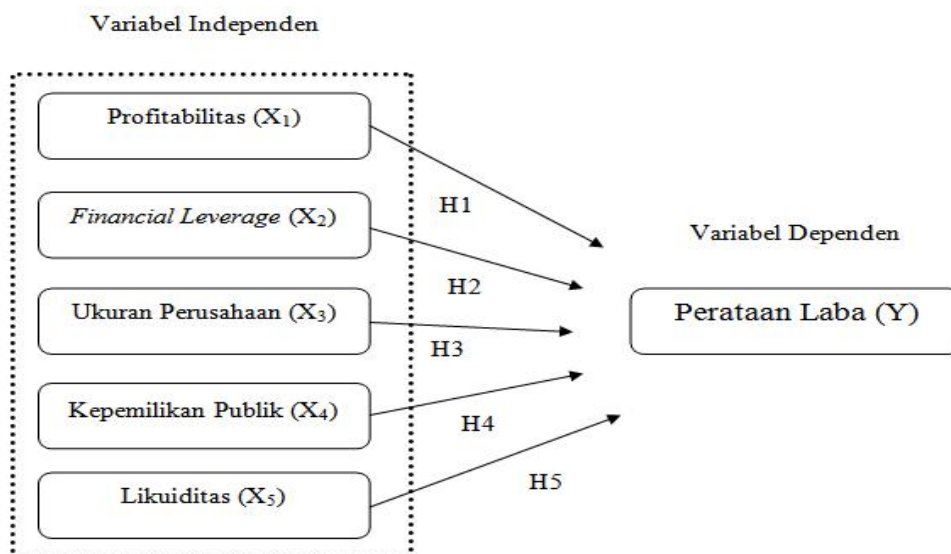 Variabel Independen
Profitabilitas (X₁)
H1
Financial Leverage (X₂)
Variabel Dependen
H2
Ukuran Perusahaan (X₃)
Perataan Laba (Y)
H3
Kepemilikan Publik (X₄)
H4
Likuiditas (X₅)
H5